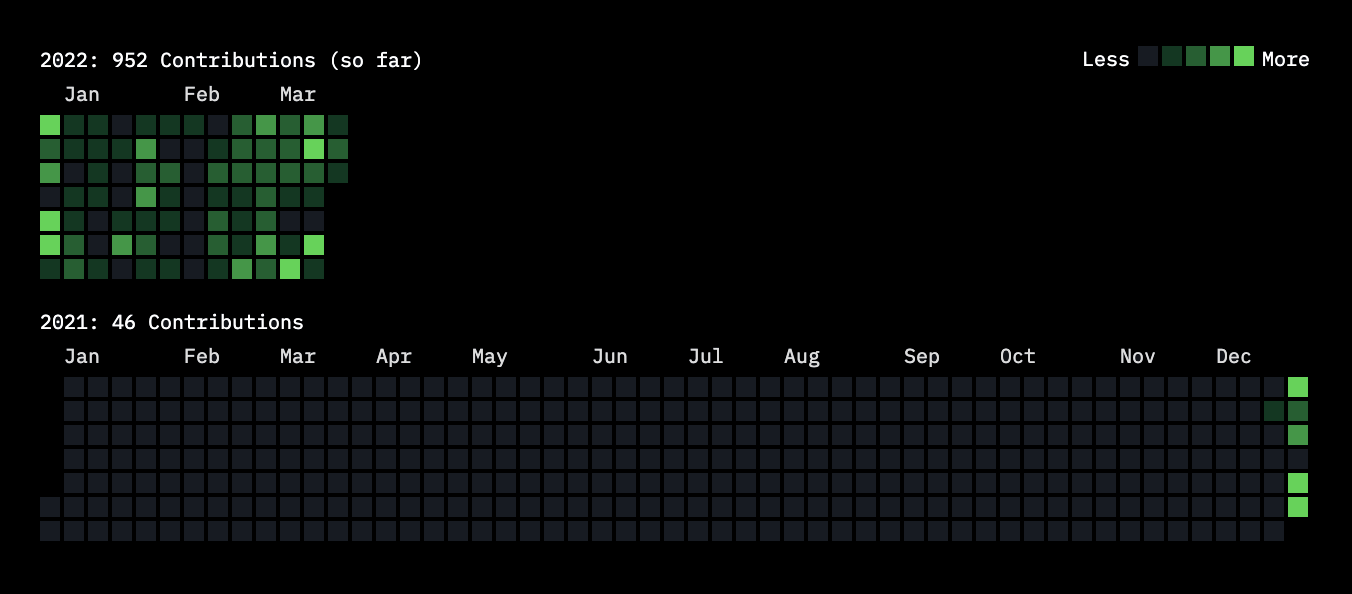 2022: 952 Contributions (so far)
Less More
Jan Feb Mar
2021: 46 Contributions
Jan Feb Mar Apr May Jun Jul Aug Sep Oct Nov Dec